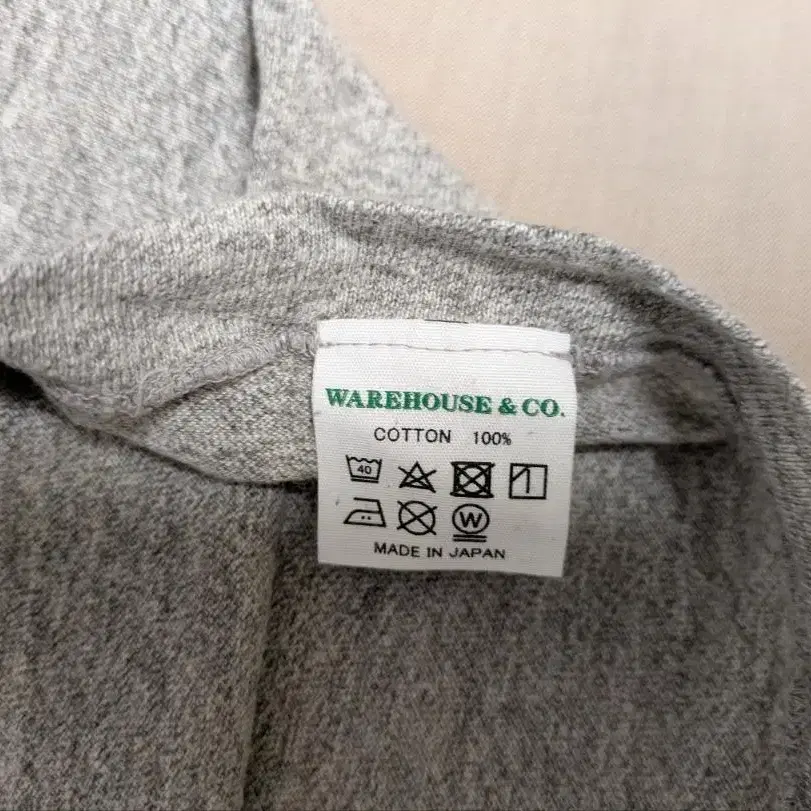 WAREHOUSE & CO.
COTTON 100%
40
W
MADE IN JAPAN